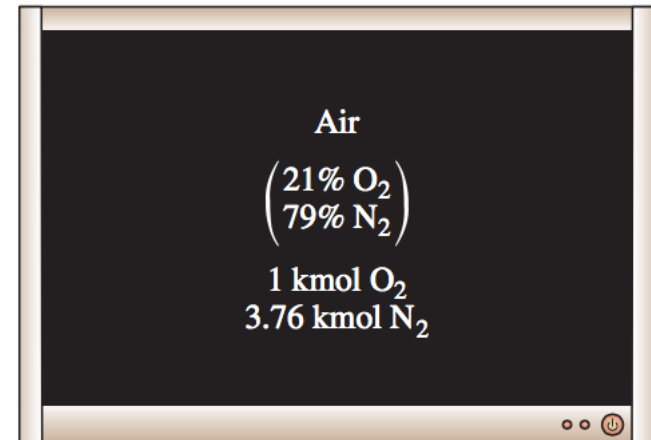 Air
(21% O₂
79% N₂)
1 kmol O₂
3.76 kmol N₂